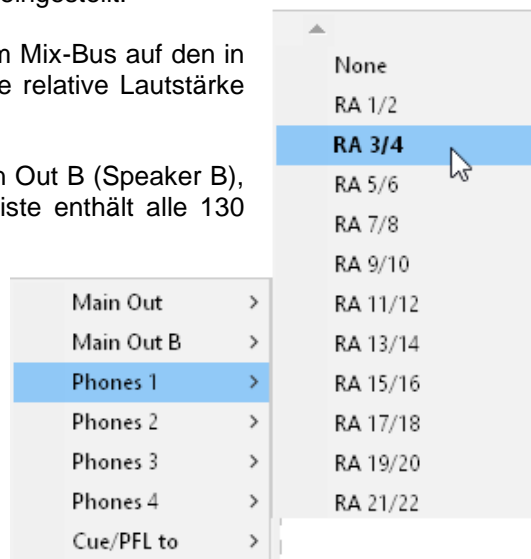 eingestellt.
m Mix-Bus auf den in
e relative Lautstärke
n Out B (Speaker B),
iste enthält alle 130
Main Out >
Main Out B >
Phones 1 >
Phones 2 >
Phones 3 >
Phones 4 >
Cue/PFL to >
None
RA 1/2
RA 3/4
RA 5/6
RA 7/8
RA 9/10
RA 11/12
RA 13/14
RA 15/16
RA 17/18
RA 19/20
RA 21/22